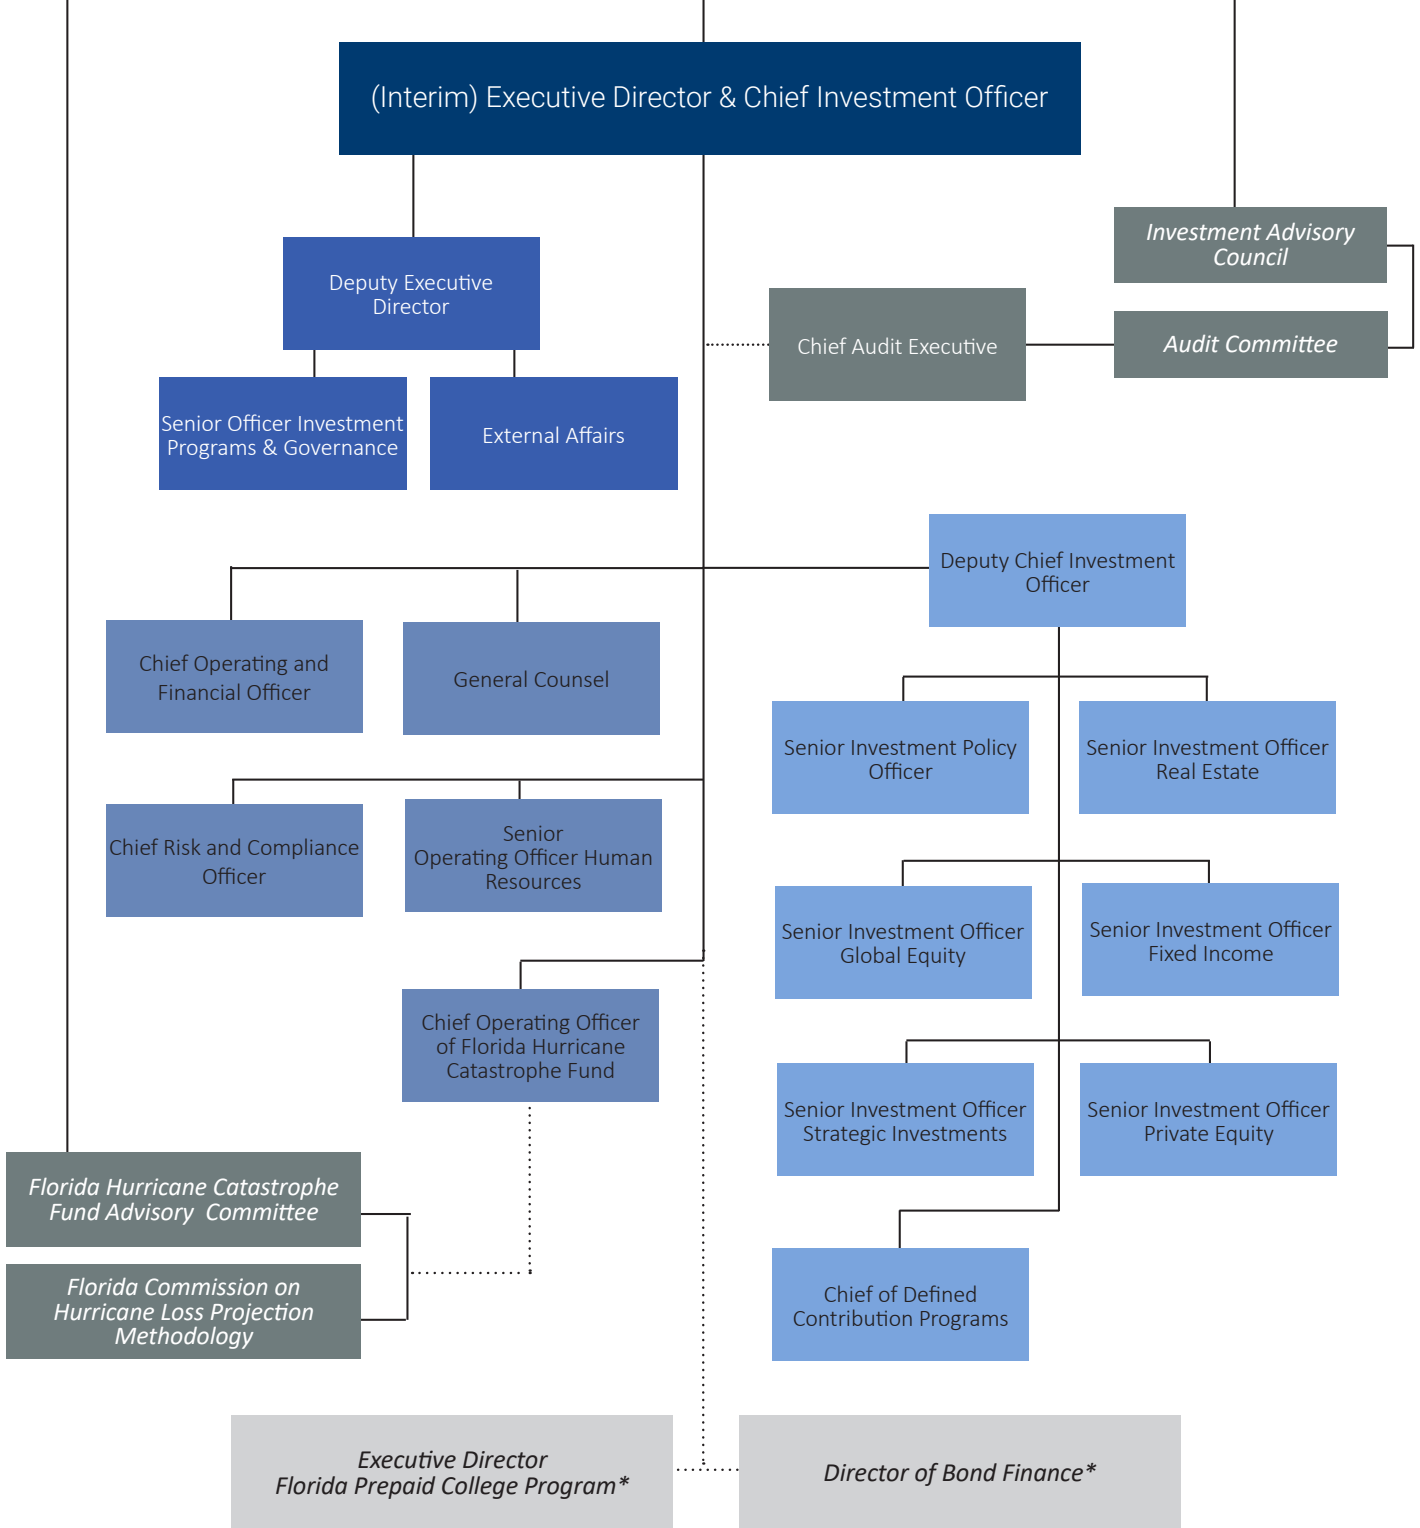 (Interim) Executive Director & Chief Investment Officer
Investment Advisory
Council
Deputy Executive
Director
Chief Audit Executive
Audit Committee
Senior Officer Investment
Programs & Governance
External Affairs
Deputy Chief Investment
Officer
Chief Operating and
Financial Officer
General Counsel
Senior Investment Policy
Officer
Senior Investment Officer
Real Estate
Chief Risk and Compliance
Officer
Senior
Operating Officer Human
Resources
Senior Investment Officer
Global Equity
Senior Investment Officer
Fixed Income
Chief Operating Officer
of Florida Hurricane
Catastrophe Fund
Senior Investment Officer
Strategic Investments
Senior Investment Officer
Private Equity
Florida Hurricane Catastrophe
Fund Advisory Committee
Florida Commission on
Hurricane Loss Projection
Methodology
Chief of Defined
Contribution Programs
Executive Director
Florida Prepaid College Program*
Director of Bond Finance*